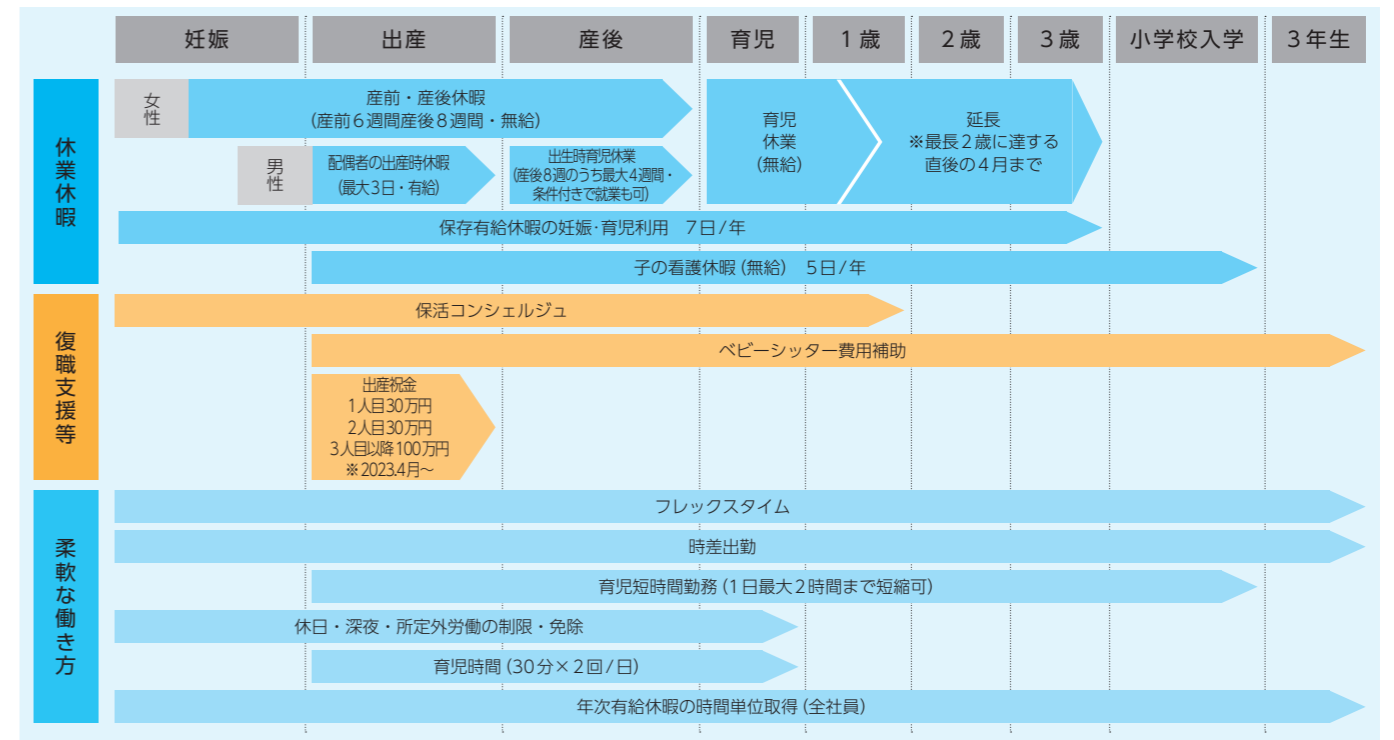 妊娠
出産
産後
育児
1歳
2歳
3歳
小学校入学
3年生
休業休暇
女性
産前・産後休暇
(産前6週間産後8週間・無給)
男性
配偶者の出産時休暇
(最大3日・有給)
出生時育児休業
(産後8週のうち最大4週間・
条件付きで就業も可)
育児
休業
(無給)
延長
※最長2歳に達する
直後の4月まで
保存有給休暇の妊娠・育児利用 7日/年
子の看護休暇(無給) 5日/年
復職支援等
保活コンシェルジュ
ベビーシッター費用補助
出産祝金
1人目30万円
2人目30万円
3人目以降100万円
※2023.4月〜
柔軟な働き方
フレックスタイム
時差出勤
育児短時間勤務(1日最大2時間まで短縮可)
休日・深夜・所定外労働の制限・免除
育児時間(30分×2回/日)
年次有給休暇の時間単位取得(全社員)